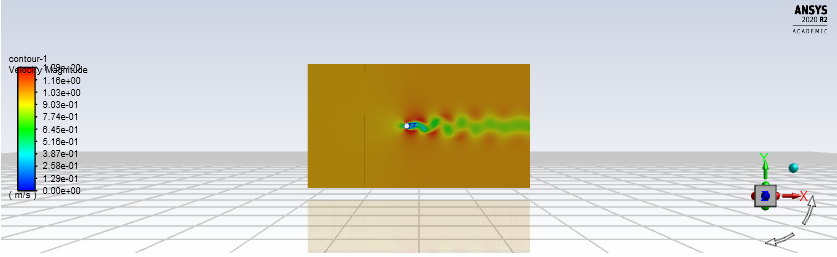 ANSYS
2020 R2
ACADEMIC
contour-1
Velocity Magnitude
1.16e+00
1.03e+00
9.03e-01
7.74e-01
6.45e-01
5.16e-01
3.87e-01
2.58e-01
1.29e-01
0.00e+00
( m/s )
Y
X